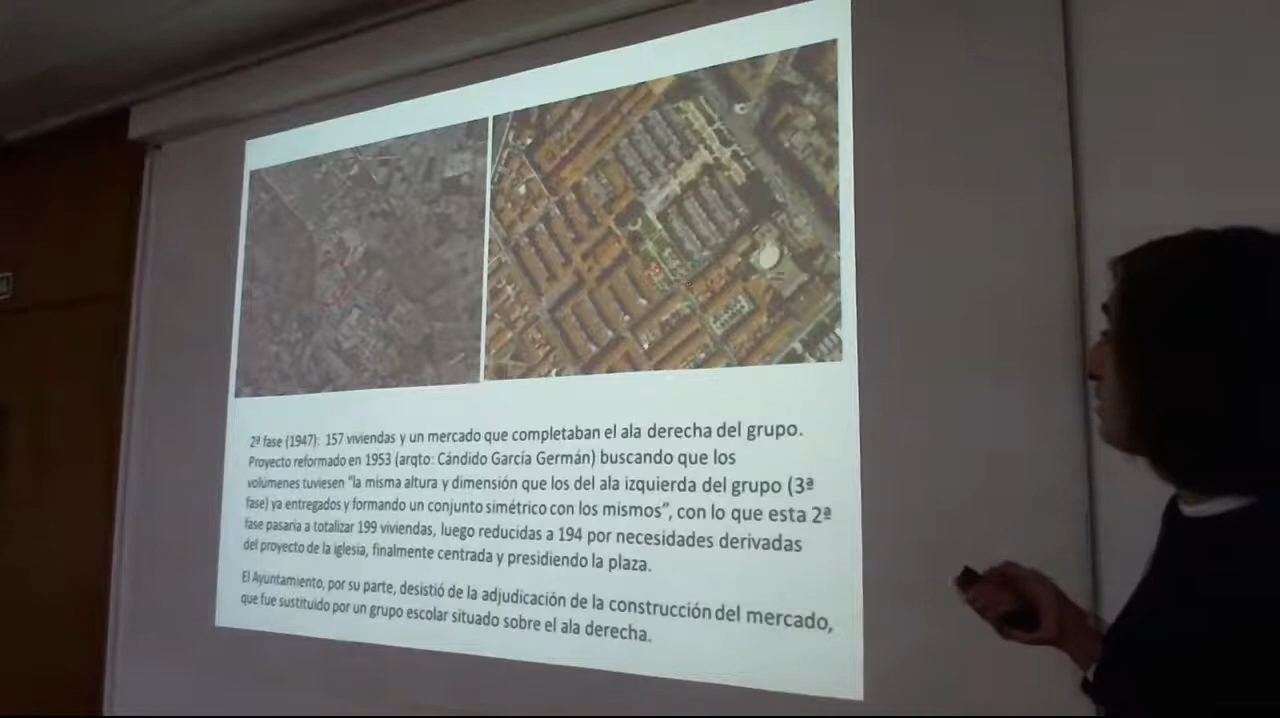 2ª fase (1947): 157 viviendas y un mercado que completaban el ala derecha del grupo.
Proyecto reformado en 1953 (arqto: Cándido García Germán) buscando que los
volumenes tuviesen "la misma altura y dimensión que los del ala izquierda del grupo (3ª
fase) ya entregados y formando un conjunto simétrico con los mismos", con lo que esta 2ª
fase pasaría a totalizar 199 viviendas, luego reducidas a 194 por necesidades derivadas
del proyecto de la iglesia, finalmente centrada y presidiendo la plaza.
El Ayuntamiento, por su parte, desistió de la adjudicación de la construcción del mercado,
que fue sustituido por un grupo escolar situado sobre el ala derecha.